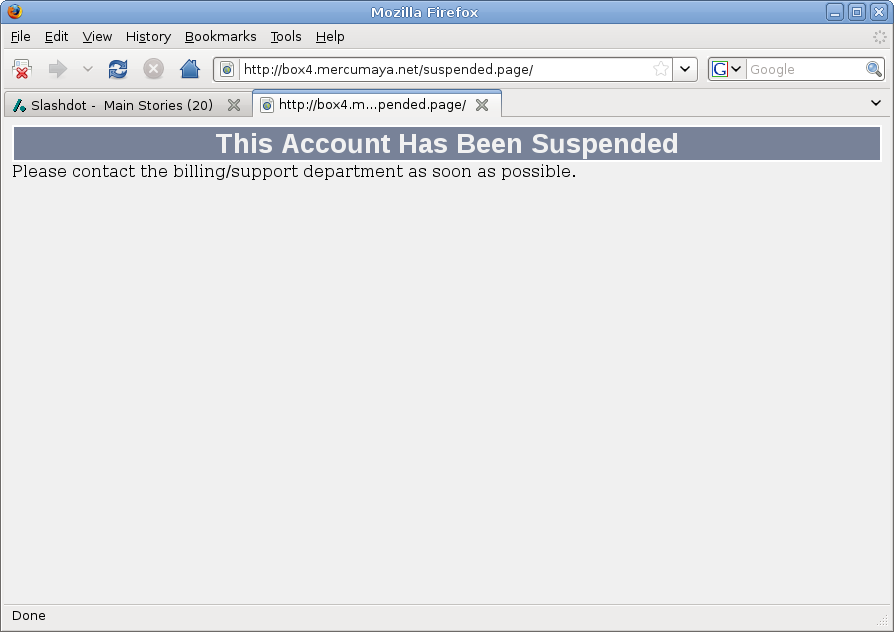 Mozilla Firefox
File Edit View History Bookmarks Tools Help
http://box4.mercumaya.net/suspended.page/ G Google
Slashdot - Main Stories (20) http://box4.m...pended.page/
This Account Has Been Suspended
Please contact the billing/support department as soon as possible.
Done